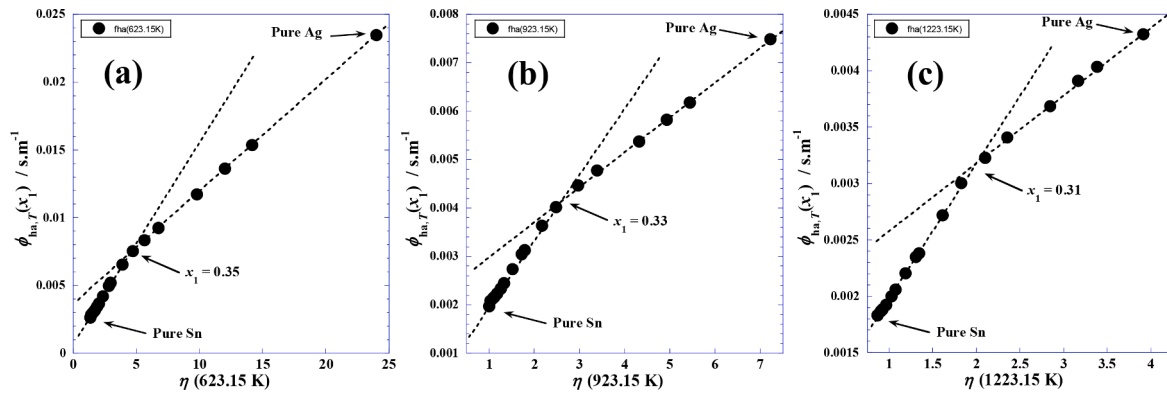 fha(623.15K)
(a)
Pure Ag
x₁ = 0.35
Pure Sn
ϕha,T(x₁) / s.m⁻¹
0.025
0.02
0.015
0.01
0.005
0
0 5 10 15 20 25
η (623.15 K)
fha(923.15K)
(b)
Pure Ag
x₁ = 0.33
Pure Sn
ϕha,T(x₁) / s.m⁻¹
0.008
0.007
0.006
0.005
0.004
0.003
0.002
0.001
1 2 3 4 5 6 7
η (923.15 K)
fha(1223.15K)
(c)
Pure Ag
x₁ = 0.31
Pure Sn
ϕha,T(x₁) / s.m⁻¹
0.0045
0.004
0.0035
0.003
0.0025
0.002
0.0015
1 1.5 2 2.5 3 3.5 4
η (1223.15 K)